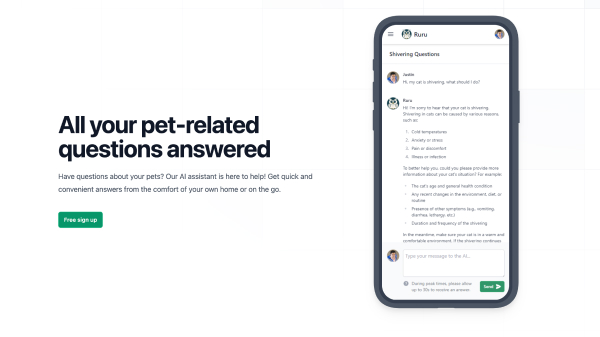 All your pet-related
questions answered
Have questions about your pets? Our AI assistant is here to help! Get quick and
convenient answers from the comfort of your own home or on the go.
Free sign up
Ruru
Shivering Questions
Justin
Hi, my cat is shivering, what should I do?
Ruru
Hi! I'm sorry to hear that your cat is shivering.
Shivering in cats can be caused by various reasons
such as:
1. Cold temperatures
2. Anxiety or stress
3. Pain or discomfort
4. Illness or infection
To better help you, could you please provide more
information about your cat's situation? For example:
• The cat's age and general health condition
• Any recent changes in the environment, diet, or
routine
• Presence of other symptoms (e.g., vomiting,
diarrhea, lethargy, etc.)
• Duration and frequency of the shivering
In the meantime, make sure your cat is in a warm and
comfortable environment. If the shivering continues
Type your message to the AI...
During peak times, please allow
up to 30s to receive an answer.
Send